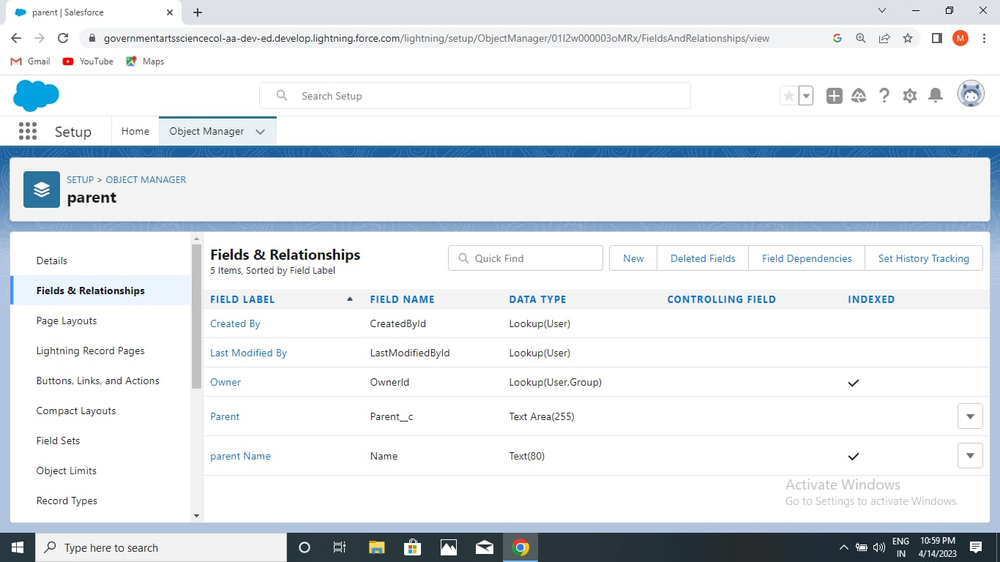 parent | Salesforce
governmentartssciencecol-aa-dev-ed.develop.lightning.force.com/lightning/setup/ObjectManager/01I2w000003oMRx/FieldsAndRelationships/view
M
Gmail YouTube Maps
Search Setup
Setup Home Object Manager
SETUP > OBJECT MANAGER
parent
Details
Fields & Relationships
Page Layouts
Lightning Record Pages
Buttons, Links, and Actions
Compact Layouts
Field Sets
Object Limits
Record Types
Fields & Relationships
5 Items, Sorted by Field Label
Quick Find New Deleted Fields Field Dependencies Set History Tracking
FIELD LABEL FIELD NAME DATA TYPE CONTROLLING FIELD INDEXED
Created By CreatedById Lookup(User)
Last Modified By LastModifiedById Lookup(User)
Owner OwnerId Lookup(User,Group)
Parent Parent__c Text Area(255)
parent Name Name Text(80)
Activate Windows
Go to Settings to activate Windows.
Type here to search
ENG
IN
10:59 PM
4/14/2023